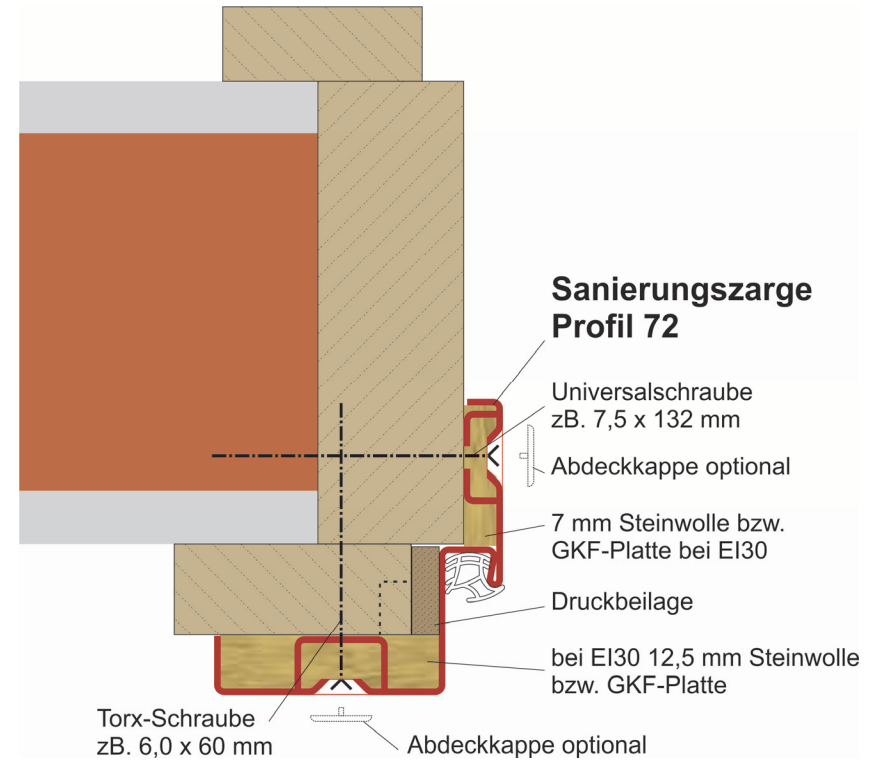 Sanierungszarge
Profil 72
Universalschraube
zB. 7,5 x 132 mm
Abdeckkappe optional
7 mm Steinwolle bzw.
GKF-Platte bei EI30
Druckbeilage
bei EI30 12,5 mm Steinwolle
bzw. GKF-Platte
Torx-Schraube
zB. 6,0 x 60 mm
Abdeckkappe optional